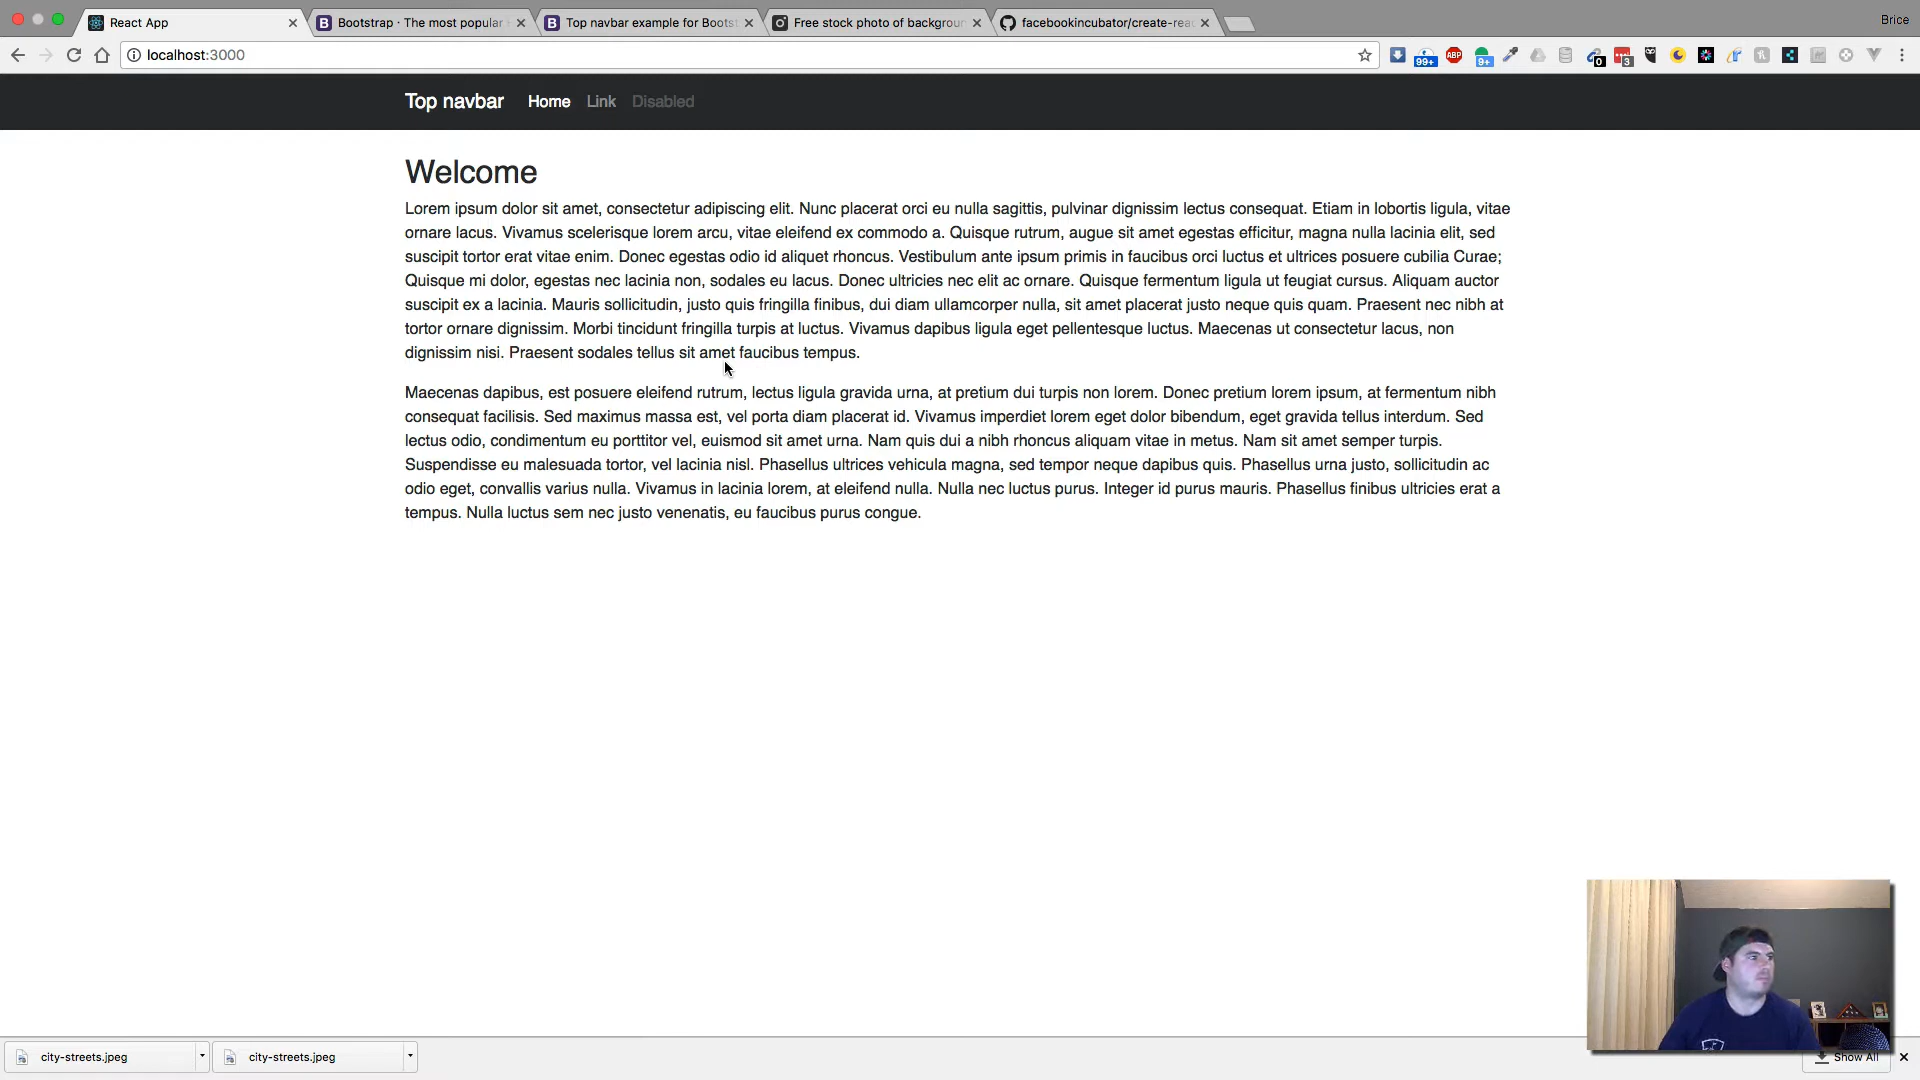 React App
Bootstrap · The most popular
Top navbar example for Bootst
Free stock photo of backgroun
facebookincubator/create-rea
Brice
localhost:3000
99+
ABP
9+
0
3
Top navbar
Home
Link
Disabled
Welcome
Lorem ipsum dolor sit amet, consectetur adipiscing elit. Nunc placerat orci eu nulla sagittis, pulvinar dignissim lectus consequat. Etiam in lobortis ligula, vitae
ornare lacus. Vivamus scelerisque lorem arcu, vitae eleifend ex commodo a. Quisque rutrum, augue sit amet egestas efficitur, magna nulla lacinia elit, sed
suscipit tortor erat vitae enim. Donec egestas odio id aliquet rhoncus. Vestibulum ante ipsum primis in faucibus orci luctus et ultrices posuere cubilia Curae;
Quisque mi dolor, egestas nec lacinia non, sodales eu lacus. Donec ultricies nec elit ac ornare. Quisque fermentum ligula ut feugiat cursus. Aliquam auctor
suscipit ex a lacinia. Mauris sollicitudin, justo quis fringilla finibus, dui diam ullamcorper nulla, sit amet placerat justo neque quis quam. Praesent nec nibh at
tortor ornare dignissim. Morbi tincidunt fringilla turpis at luctus. Vivamus dapibus ligula eget pellentesque luctus. Maecenas ut consectetur lacus, non
dignissim nisi. Praesent sodales tellus sit amet faucibus tempus.
Maecenas dapibus, est posuere eleifend rutrum, lectus ligula gravida urna, at pretium dui turpis non lorem. Donec pretium lorem ipsum, at fermentum nibh
consequat facilisis. Sed maximus massa est, vel porta diam placerat id. Vivamus imperdiet lorem eget dolor bibendum, eget gravida tellus interdum. Sed
lectus odio, condimentum eu porttitor vel, euismod sit amet urna. Nam quis dui a nibh rhoncus aliquam vitae in metus. Nam sit amet semper turpis.
Suspendisse eu malesuada tortor, vel lacinia nisl. Phasellus ultrices vehicula magna, sed tempor neque dapibus quis. Phasellus urna justo, sollicitudin ac
odio eget, convallis varius nulla. Vivamus in lacinia lorem, at eleifend nulla. Nulla nec luctus purus. Integer id purus mauris. Phasellus finibus ultricies erat a
tempus. Nulla luctus sem nec justo venenatis, eu faucibus purus congue.
city-streets.jpeg
city-streets.jpeg
Show All